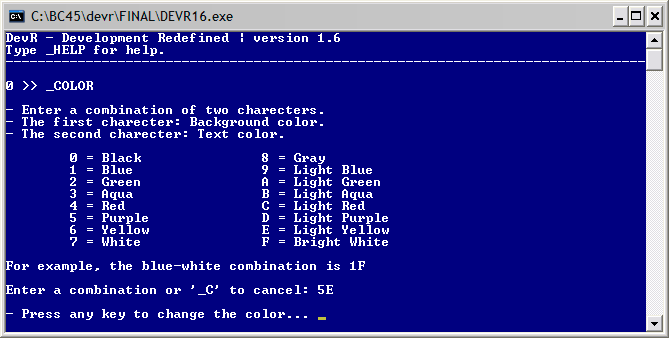 C:\BC45\devr\FINAL\DEVR16.exe
DevR - Development Redefined | version 1.6
Type _HELP for help.
0 >> _COLOR
- Enter a combination of two charecters.
- The first charecter: Background color.
- The second charecter: Text color.
0 = Black 8 = Gray
1 = Blue 9 = Light Blue
2 = Green A = Light Green
3 = Aqua B = Light Aqua
4 = Red C = Light Red
5 = Purple D = Light Purple
6 = Yellow E = Light Yellow
7 = White F = Bright White
For example, the blue-white combination is 1F
Enter a combination or '_C' to cancel: 5E
- Press any key to change the color... _